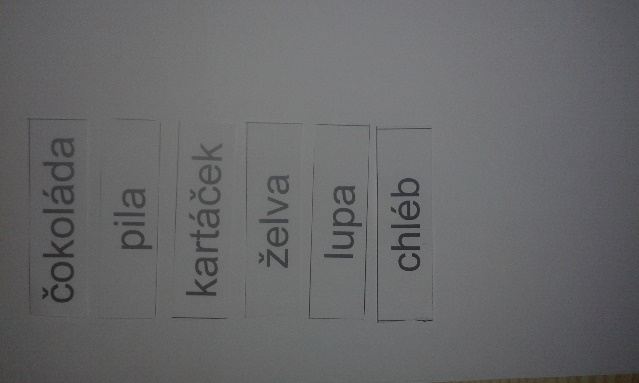 čokoláda
pila
kartáček
želva
lupa
chléb